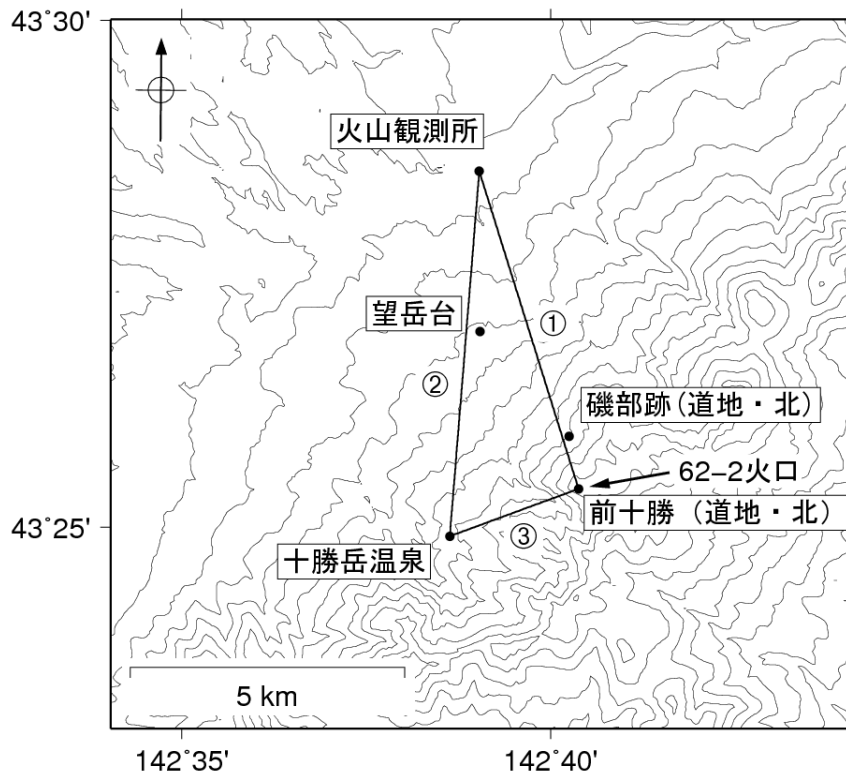 43°30'
火山観測所
望岳台
①
②
磯部跡(道地・北)
62-2火口
前十勝（道地・北）
43°25'
③
十勝岳温泉
5 km
142°35'
142°40'